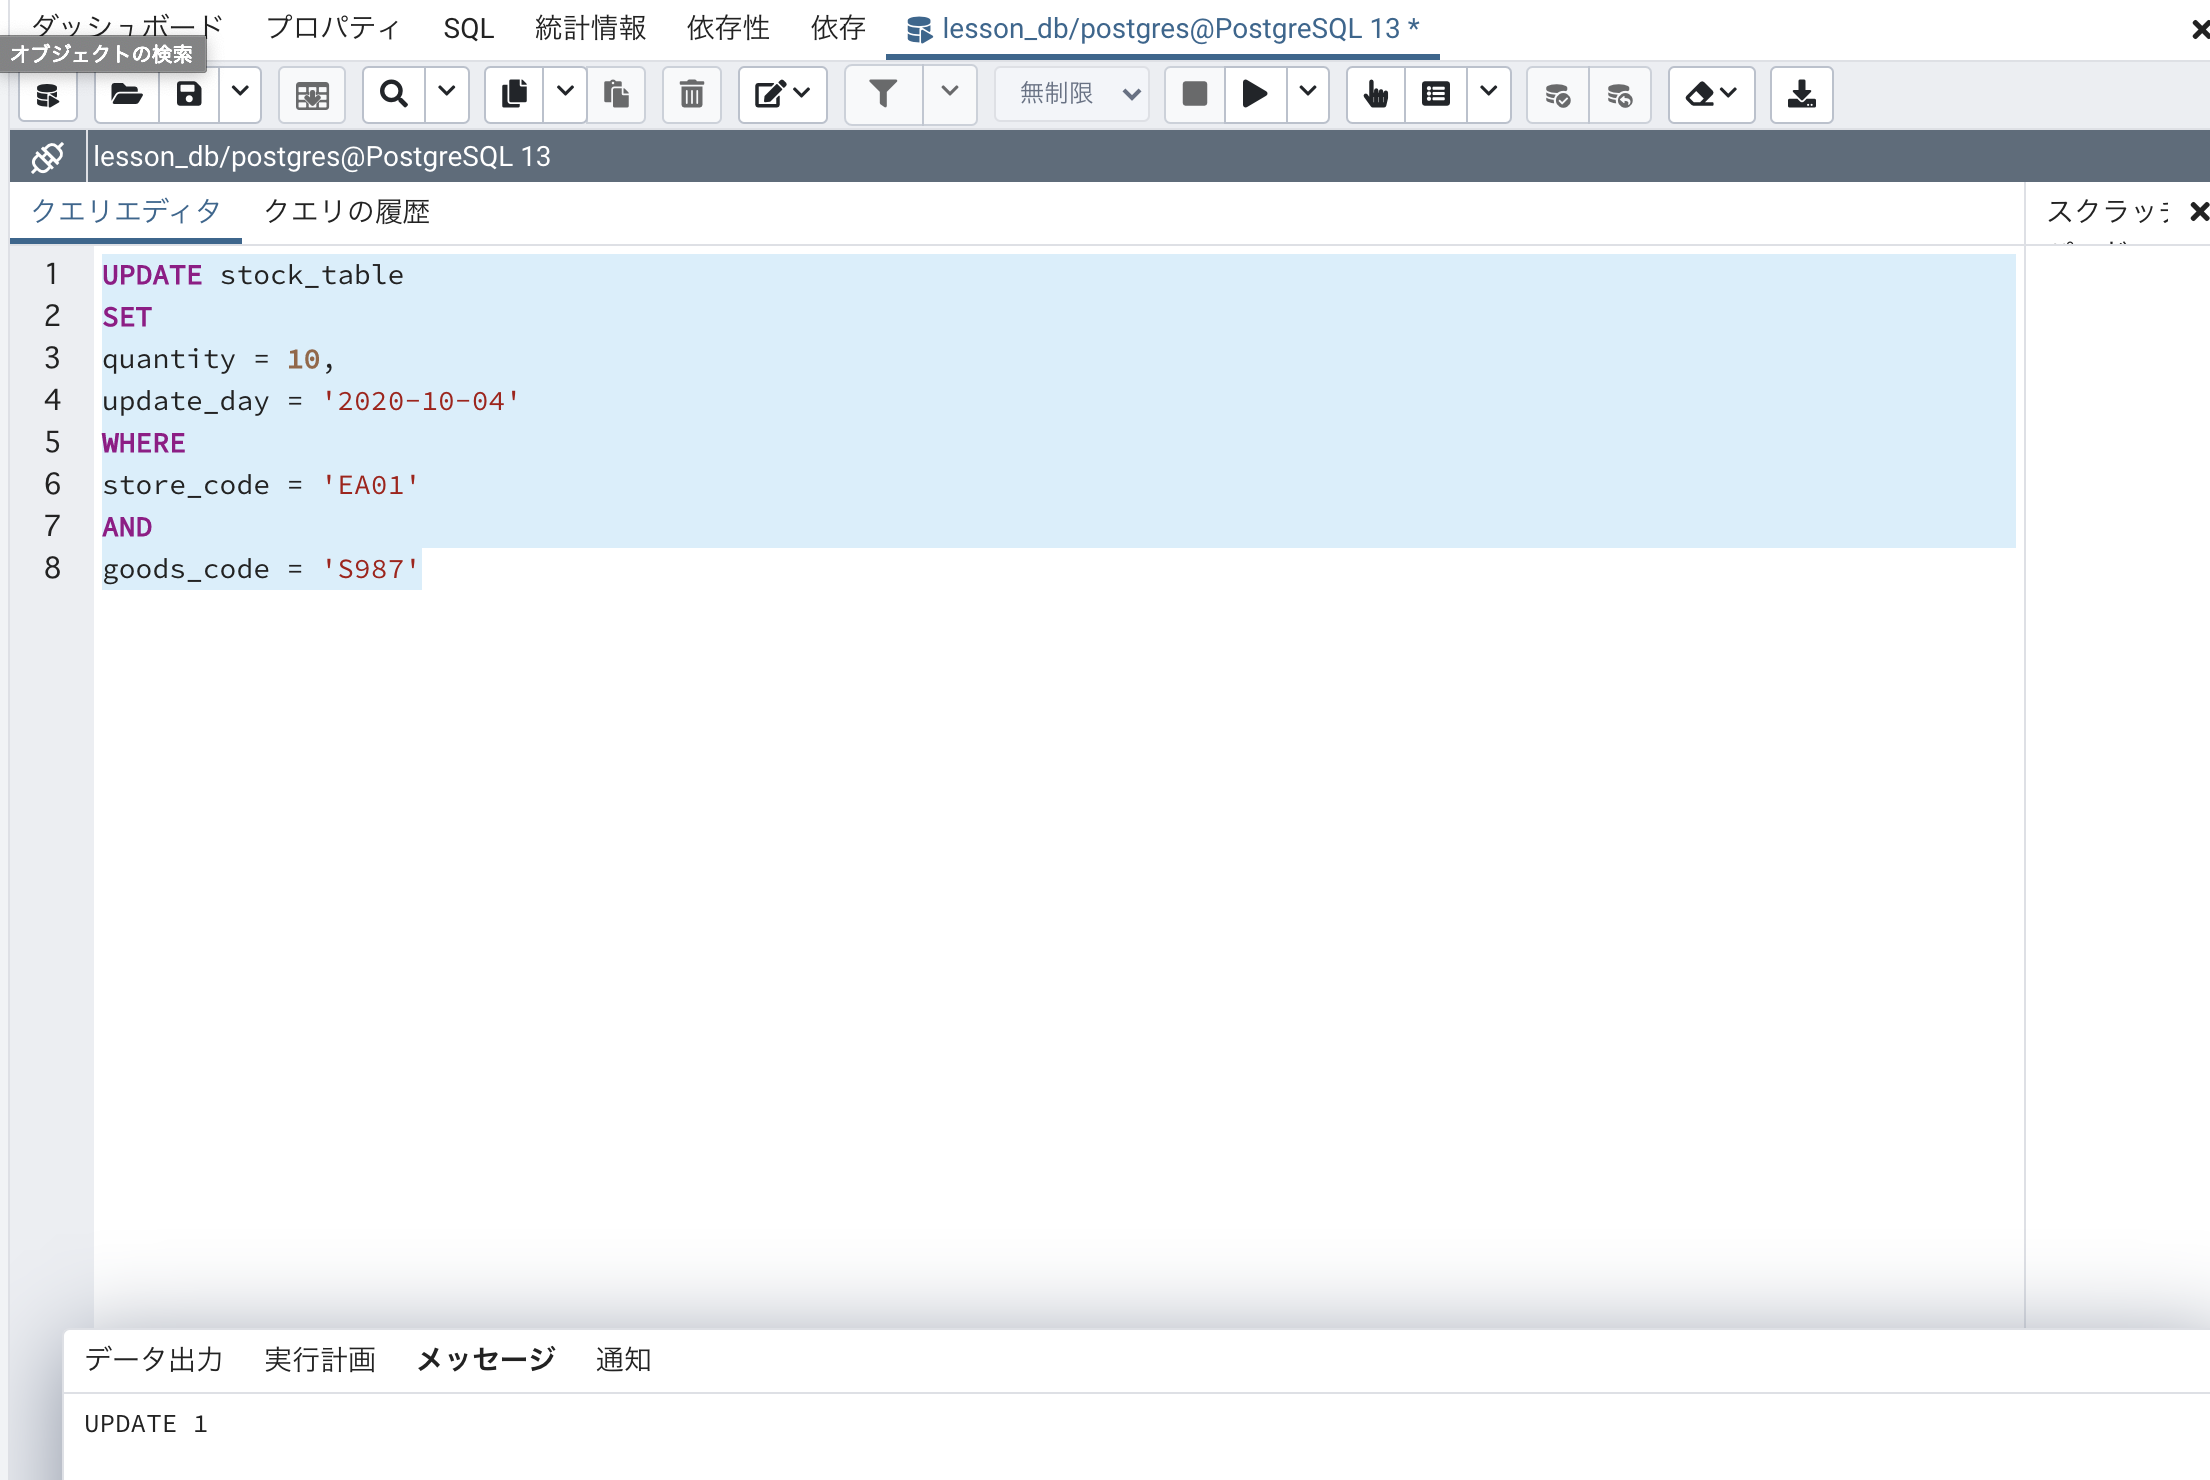 ダッシュボード プロパティ SQL 統計情報 依存性 依存 lesson_db/postgres@PostgreSQL 13 *
オブジェクトの検索
無制限
lesson_db/postgres@PostgreSQL 13
クエリエディタ クエリの履歴 スクラッチ
1 UPDATE stock_table
2 SET
3 quantity = 10,
4 update_day = '2020-10-04'
5 WHERE
6 store_code = 'EA01'
7 AND
8 goods_code = 'S987'
データ出力 実行計画 メッセージ 通知
UPDATE 1